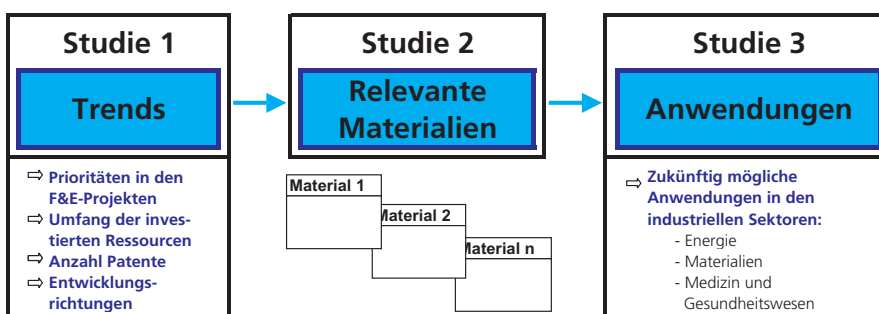 Studie 1
Trends
⇨ Prioritäten in den
F&E-Projekten
⇨ Umfang der inves-
tierten Ressourcen
⇨ Anzahl Patente
⇨ Entwicklungs-
richtungen
Studie 2
Relevante
Materialien
Material 1
Material 2
Material n
Studie 3
Anwendungen
⇨ Zukünftig mögliche
Anwendungen in den
industriellen Sektoren:
- Energie
- Materialien
- Medizin und
Gesundheitswesen